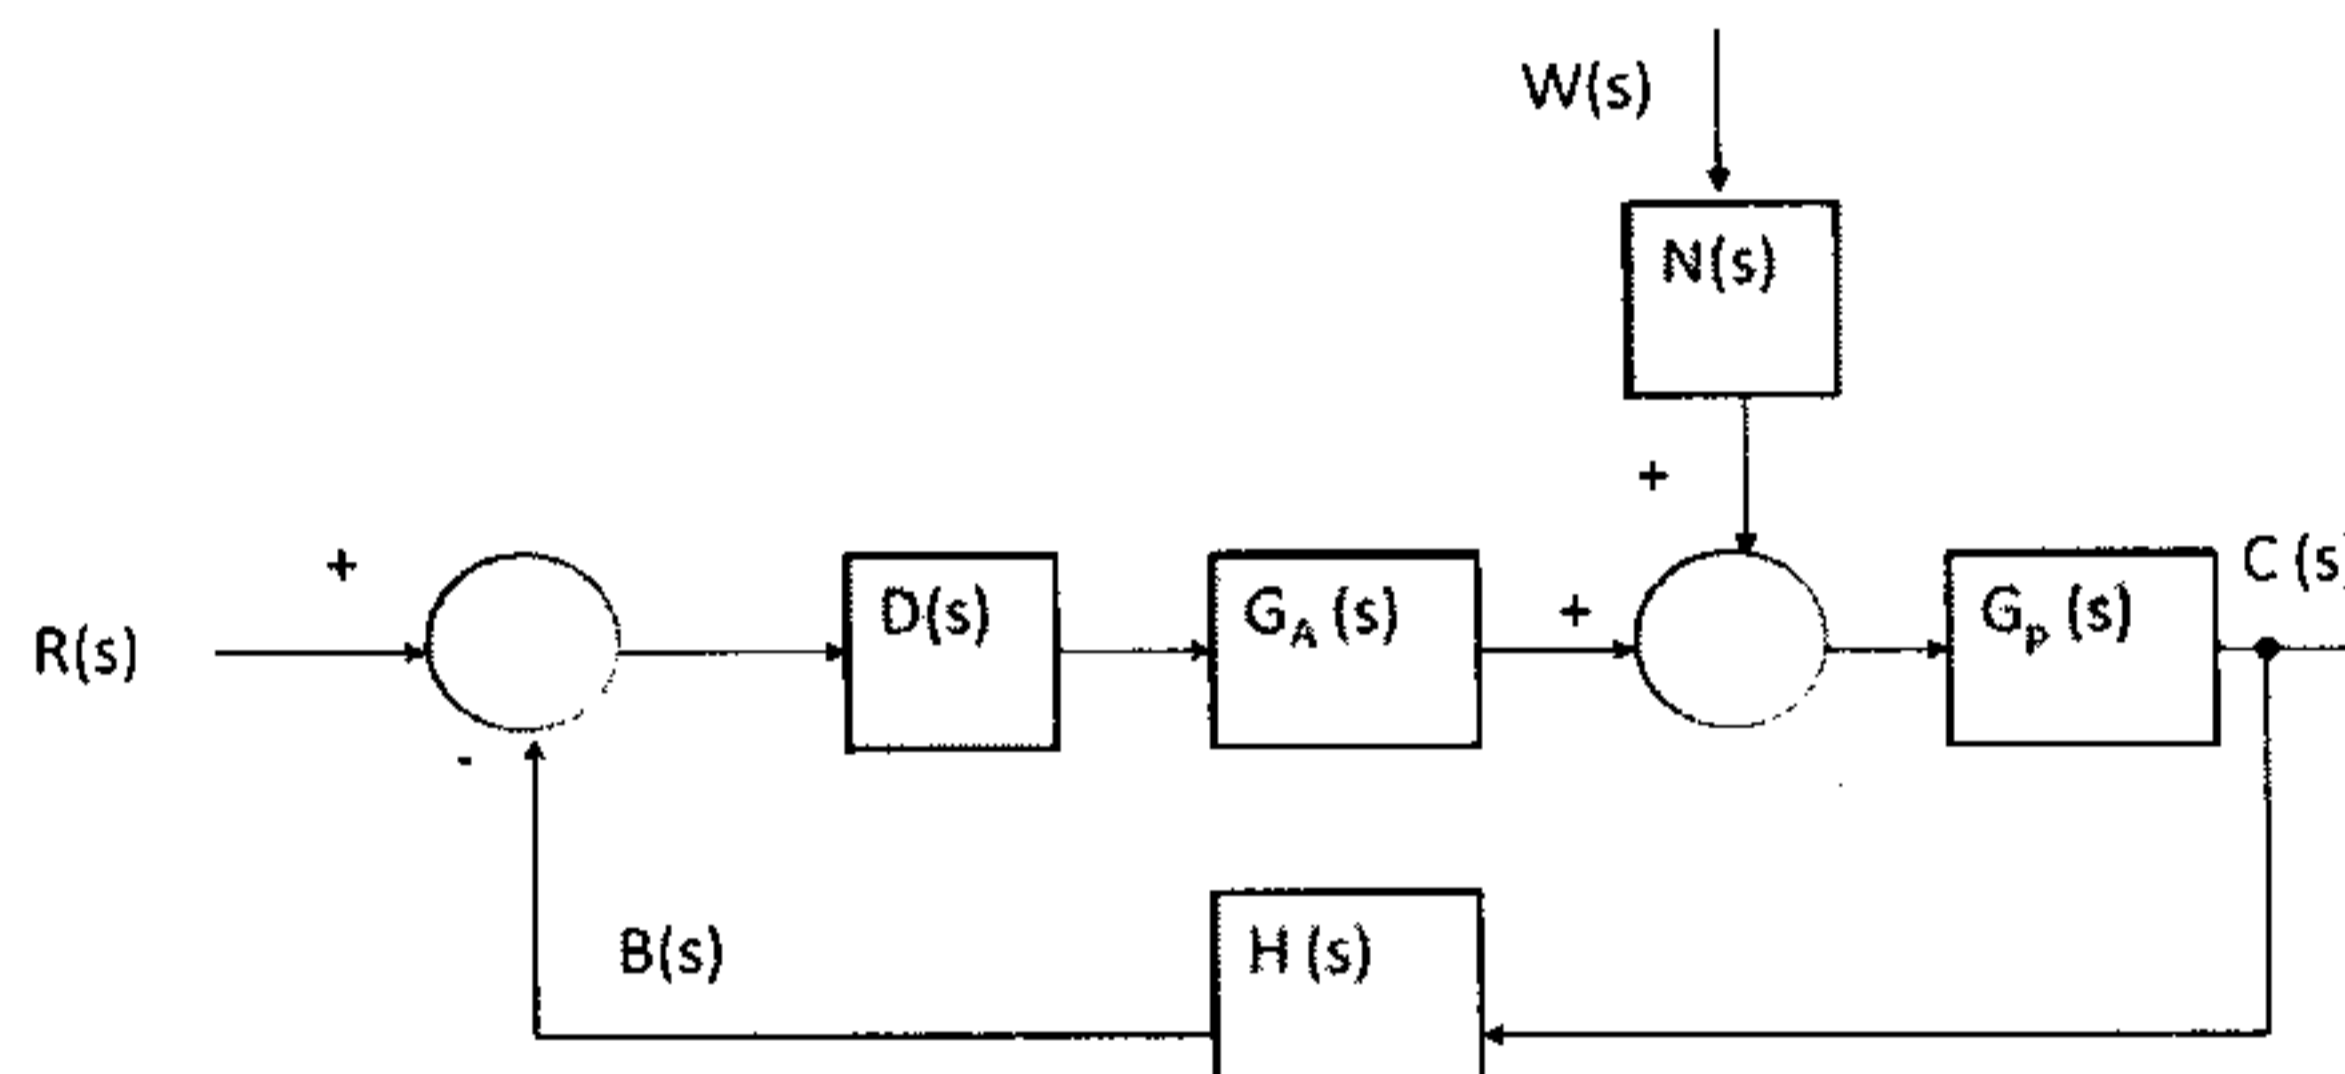 W(s)
N(s)
+
+
R(s)
D(s)
G_A (s)
+
G_p (s)
C (s)
-
B(s)
H (s)